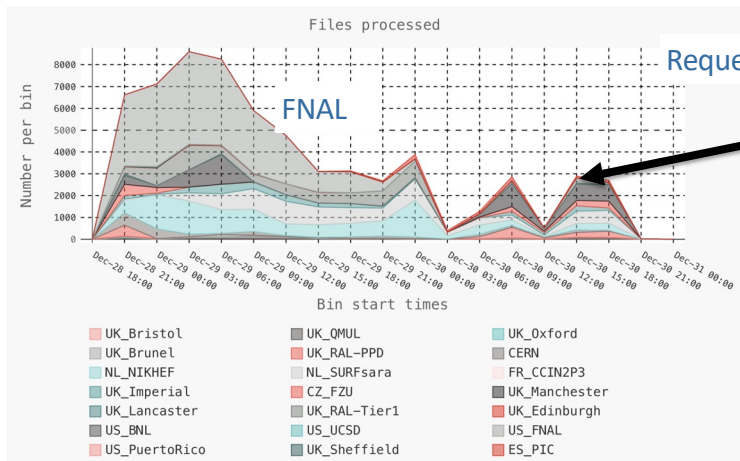 Files processed
Reque
FNAL
Number per bin
8000
7000
6000
5000
4000
3000
2000
1000
0
Dec-28 18:00
Dec-28 21:00
Dec-29 00:00
Dec-29 03:00
Dec-29 06:00
Dec-29 09:00
Dec-29 12:00
Dec-29 15:00
Dec-29 18:00
Dec-29 21:00
Dec-30 00:00
Dec-30 03:00
Dec-30 06:00
Dec-30 09:00
Dec-30 12:00
Dec-30 15:00
Dec-30 18:00
Dec-30 21:00
Dec-31 00:00
Bin start times
UK_Bristol UK_QMUL UK_Oxford
UK_Brunel UK_RAL-PPD CERN
NL_NIKHEF NL_SURFsara FR_CCIN2P3
UK_Imperial CZ_FZU UK_Manchester
UK_Lancaster UK_RAL-Tier1 UK_Edinburgh
US_BNL US_UCSD US_FNAL
US_PuertoRico UK_Sheffield ES_PIC